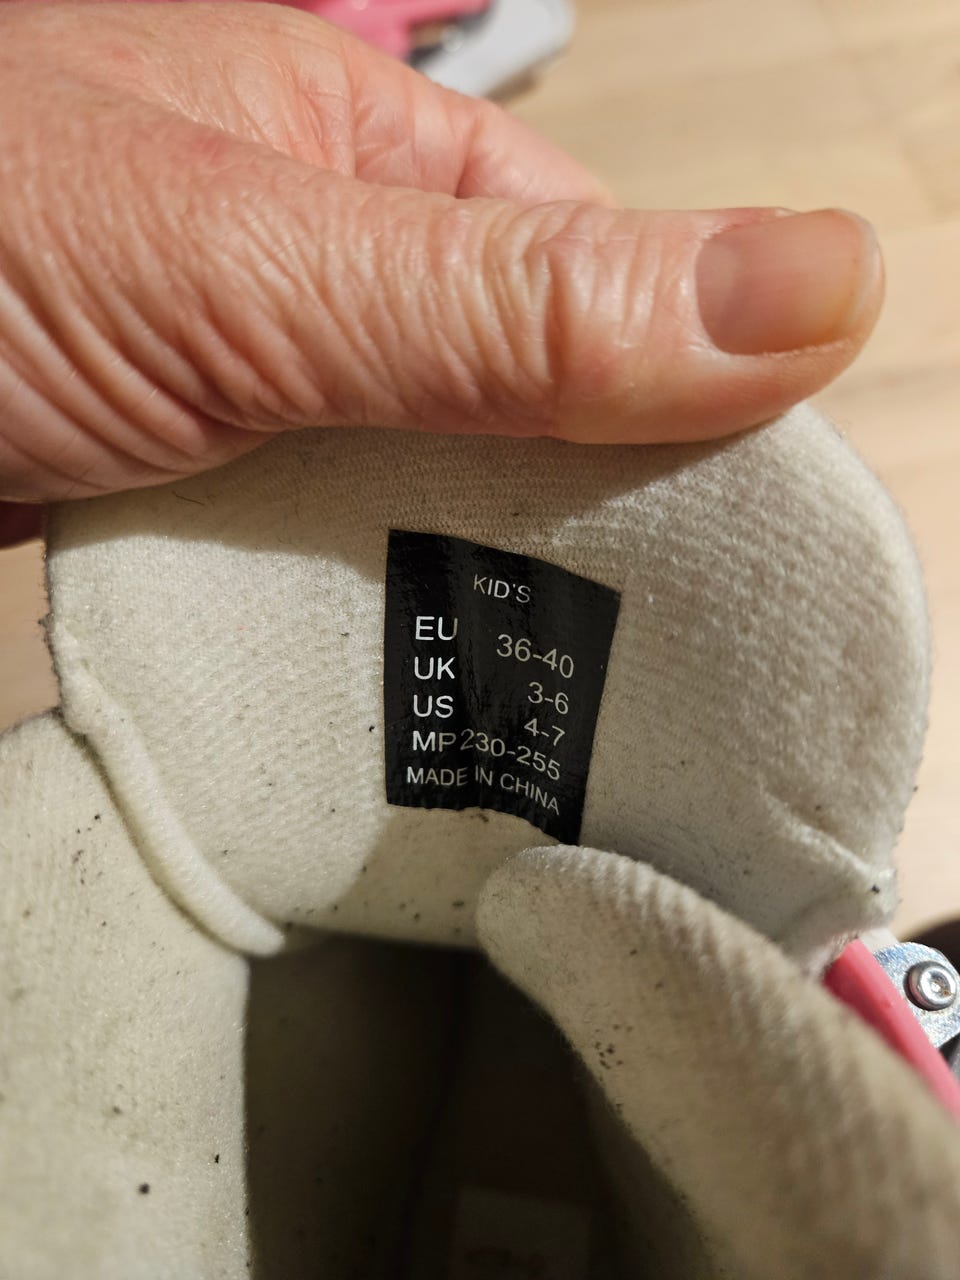 KID'S
EU 36-40
UK 3-6
US 4-7
MP 230-255
MADE IN CHINA